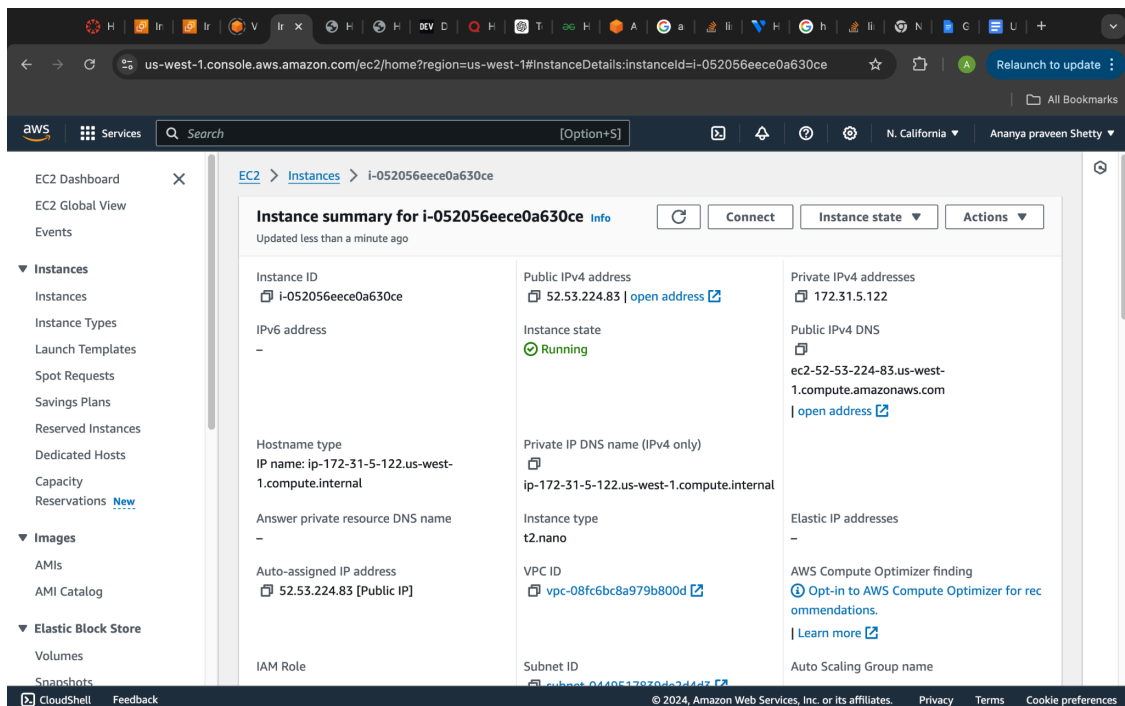 H
In
Ir
V
Ir
H
H
DEV D
H
Ti
H
A
a
li
H
h
li
N
G
U
us-west-1.console.aws.amazon.com/ec2/home?region=us-west-1#InstanceDetails:instanceId=i-052056eece0a630ce
A
Relaunch to update
All Bookmarks
aws
Services
Search
[Option+S]
N. California
Ananya praveen Shetty
EC2 Dashboard
EC2 Global View
Events
Instances
Instances
Instance Types
Launch Templates
Spot Requests
Savings Plans
Reserved Instances
Dedicated Hosts
Capacity
Reservations New
Images
AMIs
AMI Catalog
Elastic Block Store
Volumes
Snapshots
EC2 > Instances > i-052056eece0a630ce
Instance summary for i-052056eece0a630ce Info
Updated less than a minute ago
Connect
Instance state
Actions
Instance ID
i-052056eece0a630ce
Public IPv4 address
52.53.224.83 | open address
Private IPv4 addresses
172.31.5.122
IPv6 address
–
Instance state
Running
Public IPv4 DNS
ec2-52-53-224-83.us-west-
1.compute.amazonaws.com
| open address
Hostname type
IP name: ip-172-31-5-122.us-west-
1.compute.internal
Private IP DNS name (IPv4 only)
ip-172-31-5-122.us-west-1.compute.internal
Answer private resource DNS name
–
Instance type
t2.nano
Elastic IP addresses
–
Auto-assigned IP address
52.53.224.83 [Public IP]
VPC ID
vpc-08fc6bc8a979b800d
AWS Compute Optimizer finding
Opt-in to AWS Compute Optimizer for rec
ommendations.
| Learn more
IAM Role
Subnet ID
Auto Scaling Group name
CloudShell
Feedback
© 2024, Amazon Web Services, Inc. or its affiliates.
Privacy
Terms
Cookie preferences